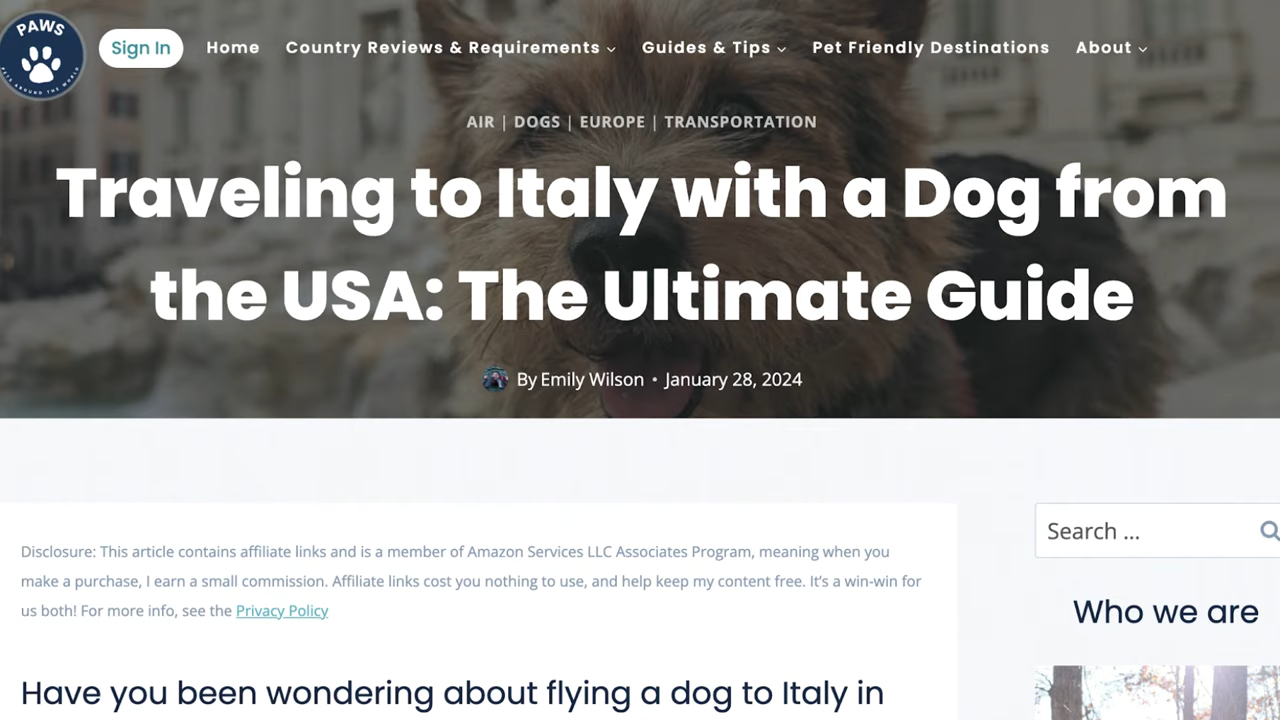 PAWS
PETS AROUND THE WORLD
Sign In
Home
Country Reviews & Requirements
Guides & Tips
Pet Friendly Destinations
About
AIR | DOGS | EUROPE | TRANSPORTATION
Traveling to Italy with a Dog from
the USA: The Ultimate Guide
By Emily Wilson • January 28, 2024
Disclosure: This article contains affiliate links and is a member of Amazon Services LLC Associates Program, meaning when you
make a purchase, I earn a small commission. Affiliate links cost you nothing to use, and help keep my content free. It's a win-win for
us both! For more info, see the Privacy Policy
Search ...
Who we are
Have you been wondering about flying a dog to Italy in